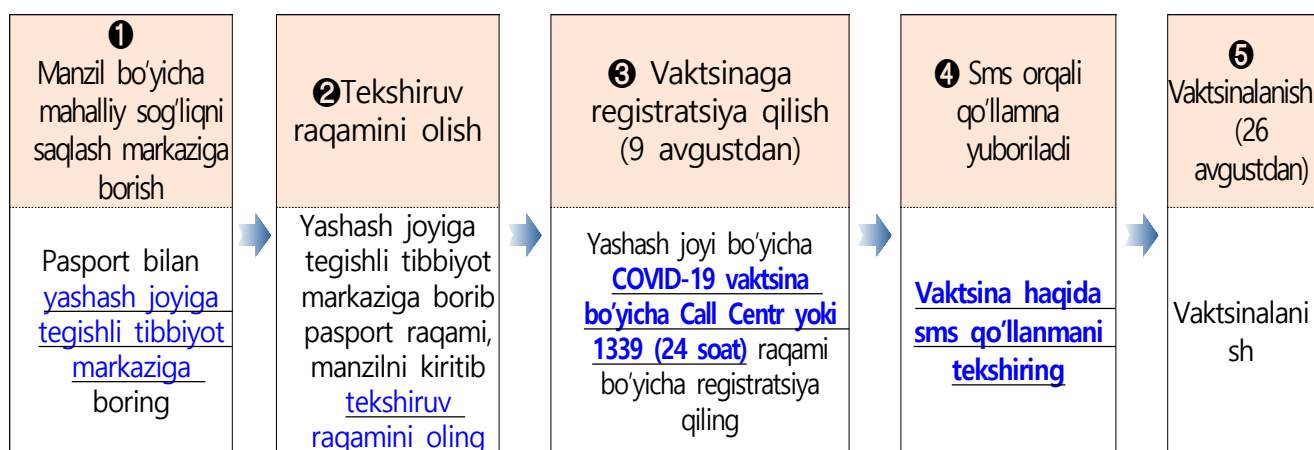 ❶
Manzil bo'yicha
mahalliy sog'liqni
saqlash markaziga
borish
Pasport bilan
yashash joyiga
tegishli tibbiyot
markaziga
boring
❷Tekshiruv
raqamini olish
Yashash joyiga
tegishli tibbiyot
markaziga borib
pasport raqami,
manzilni kiritib
tekshiruv
raqamini oling
❸ Vaktsinaga
registratsiya qilish
(9 avgustdan)
Yashash joyi bo'yicha
COVID-19 vaktsina
bo'yicha Call Centr yoki
1339 (24 soat) raqami
bo'yicha registratsiya
qiling
❹ Sms orqali
qo'llamna
yuboriladi
Vaktsina haqida
sms qo'llanmani
tekshiring
❺
Vaktsinalanish
(26
avgustdan)
Vaktsinalani
sh